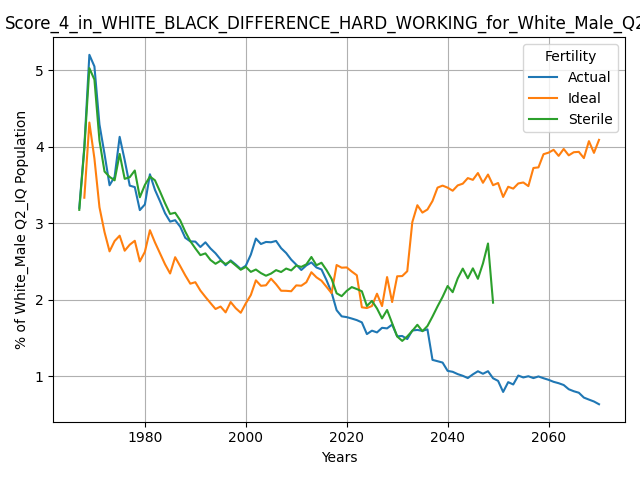 Score_4_in_WHITE_BLACK_DIFFERENCE_HARD_WORKING_for_White_Male_Q2
Fertility
Actual
Ideal
Sterile
% of White_Male Q2_IQ Population
5
4
3
2
1
1980
2000
2020
2040
2060
Years